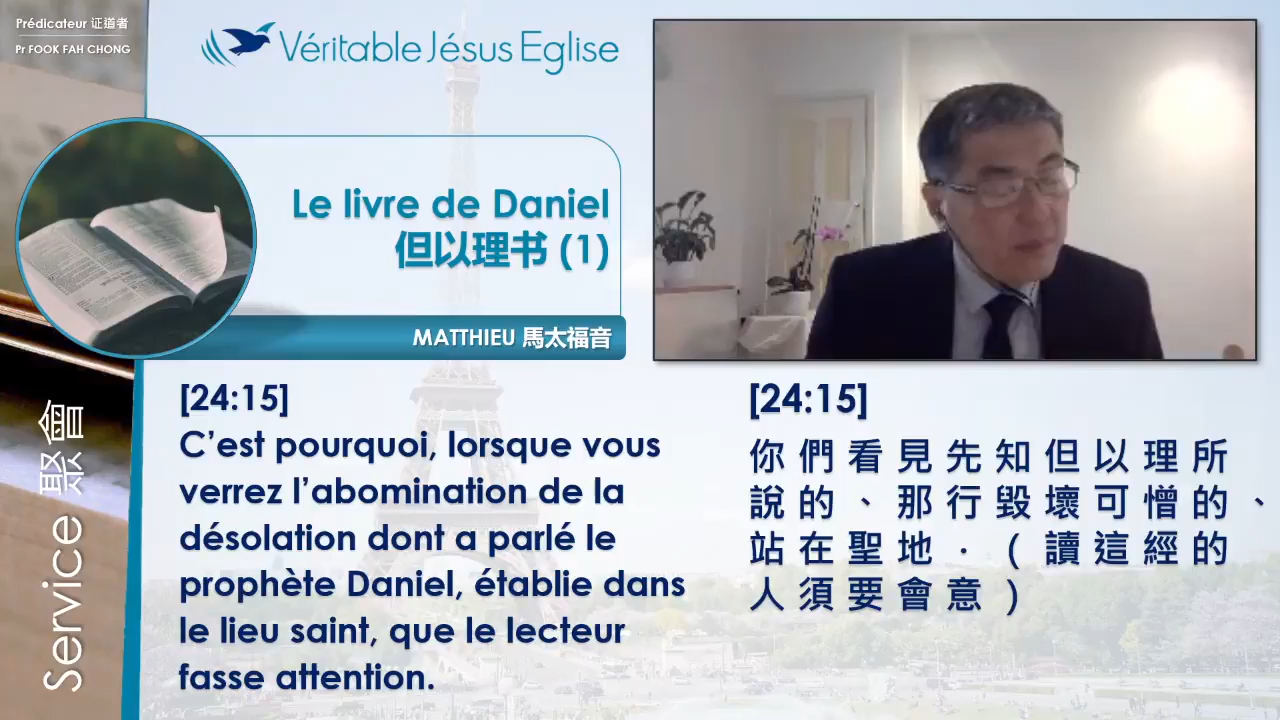 Prédicateur 证道者
Pr FOOK FAH CHONG
Véritable Jésus Eglise
Le livre de Daniel
但以理书 (1)
MATTHIEU 馬太福音
Service 聚會
[24:15]
C’est pourquoi, lorsque vous
verrez l’abomination de la
désolation dont a parlé le
prophète Daniel, établie dans
le lieu saint, que le lecteur
fasse attention.
[24:15]
你們看見先知但以理所
說的、那行毀壞可憎的、
站在聖地．(讀這經的
人須要會意)